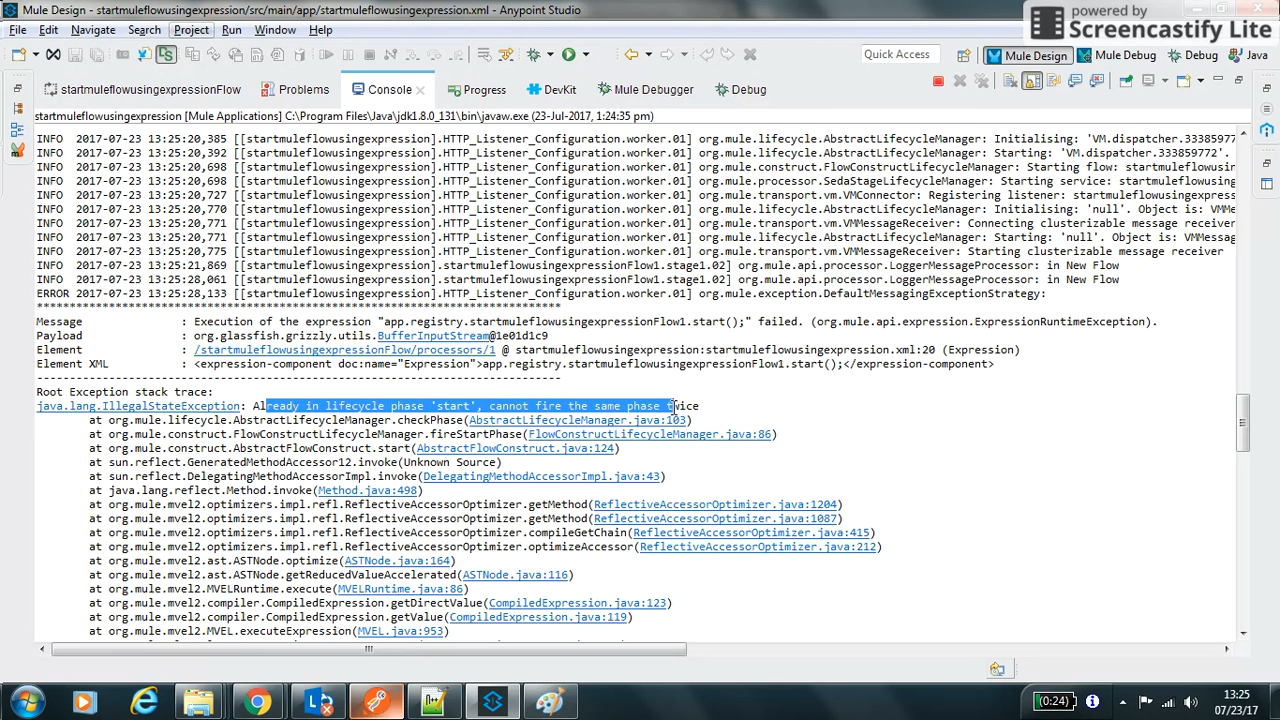 Mule Design - startmuleflowusingexpression/src/main/app/startmuleflowusingexpression.xml - Anypoint Studio
powered by
Screencastify Lite
File Edit View Navigate Search Project Run Window Help
Quick Access
Mule Design Mule Debug Debug Java
startmuleflowusingexpressionFlow Problems Console Progress DevKit Mule Debugger Debug
startmuleflowusingexpression [Mule Applications] C:\Program Files\Java\jdk1.8.0_131\bin\javaw.exe (23-Jul-2017, 1:24:35 pm)
INFO 2017-07-23 13:25:20,385 [[startmuleflowusingexpression].HTTP_Listener_Configuration.worker.01] org.mule.lifecycle.AbstractLifecycleManager: Initialising: 'VM.dispatcher.333859772'.
INFO 2017-07-23 13:25:20,392 [[startmuleflowusingexpression].HTTP_Listener_Configuration.worker.01] org.mule.lifecycle.AbstractLifecycleManager: Starting: 'VM.dispatcher.333859772'. O
INFO 2017-07-23 13:25:20,698 [[startmuleflowusingexpression].HTTP_Listener_Configuration.worker.01] org.mule.construct.FlowConstructLifecycleManager: Starting flow: startmuleflowusing
INFO 2017-07-23 13:25:20,698 [[startmuleflowusingexpression].HTTP_Listener_Configuration.worker.01] org.mule.processor.SedaStageLifecycleManager: Starting service: startmuleflowusing
INFO 2017-07-23 13:25:20,727 [[startmuleflowusingexpression].HTTP_Listener_Configuration.worker.01] org.mule.transport.vm.VMConnector: Registering listener: startmuleflowusingexpress
INFO 2017-07-23 13:25:20,770 [[startmuleflowusingexpression].HTTP_Listener_Configuration.worker.01] org.mule.lifecycle.AbstractLifecycleManager: Initialising: 'null'. Object is: VMMe
INFO 2017-07-23 13:25:20,771 [[startmuleflowusingexpression].HTTP_Listener_Configuration.worker.01] org.mule.transport.vm.VMMessageReceiver: Connecting clusterizable message receiver
INFO 2017-07-23 13:25:20,771 [[startmuleflowusingexpression].HTTP_Listener_Configuration.worker.01] org.mule.lifecycle.AbstractLifecycleManager: Starting: 'null'. Object is: VMMessag
INFO 2017-07-23 13:25:20,775 [[startmuleflowusingexpression].HTTP_Listener_Configuration.worker.01] org.mule.transport.vm.VMMessageReceiver: Starting clusterizable message receiver
INFO 2017-07-23 13:25:21,869 [[startmuleflowusingexpression].startmuleflowusingexpressionFlow1.stage1.02] org.mule.api.processor.LoggerMessageProcessor: in New Flow
INFO 2017-07-23 13:25:28,061 [[startmuleflowusingexpression].startmuleflowusingexpressionFlow1.stage1.02] org.mule.api.processor.LoggerMessageProcessor: in New Flow
ERROR 2017-07-23 13:25:28,133 [[startmuleflowusingexpression].HTTP_Listener_Configuration.worker.01] org.mule.exception.DefaultMessagingExceptionStrategy:
********************************************************************************
Message : Execution of the expression "app.registry.startmuleflowusingexpressionFlow1.start();" failed. (org.mule.api.expression.ExpressionRuntimeException).
Payload : org.glassfish.grizzly.utils.BufferInputStream@1e01d1c9
Element : /startmuleflowusingexpressionFlow/processors/1 @ startmuleflowusingexpression:startmuleflowusingexpression.xml:20 (Expression)
Element XML : <expression-component doc:name="Expression">app.registry.startmuleflowusingexpressionFlow1.start();</expression-component>
--------------------------------------------------------------------------------
Root Exception stack trace:
java.lang.IllegalStateException: Already in lifecycle phase 'start', cannot fire the same phase twice
at org.mule.lifecycle.AbstractLifecycleManager.checkPhase(AbstractLifecycleManager.java:103)
at org.mule.construct.FlowConstructLifecycleManager.fireStartPhase(FlowConstructLifecycleManager.java:86)
at org.mule.construct.AbstractFlowConstruct.start(AbstractFlowConstruct.java:124)
at sun.reflect.GeneratedMethodAccessor12.invoke(Unknown Source)
at sun.reflect.DelegatingMethodAccessorImpl.invoke(DelegatingMethodAccessorImpl.java:43)
at java.lang.reflect.Method.invoke(Method.java:498)
at org.mule.mvel2.optimizers.impl.refl.ReflectiveAccessorOptimizer.getMethod(ReflectiveAccessorOptimizer.java:1204)
at org.mule.mvel2.optimizers.impl.refl.ReflectiveAccessorOptimizer.getMethod(ReflectiveAccessorOptimizer.java:1087)
at org.mule.mvel2.optimizers.impl.refl.ReflectiveAccessorOptimizer.compileGetChain(ReflectiveAccessorOptimizer.java:415)
at org.mule.mvel2.optimizers.impl.refl.ReflectiveAccessorOptimizer.optimizeAccessor(ReflectiveAccessorOptimizer.java:212)
at org.mule.mvel2.ast.ASTNode.optimize(ASTNode.java:164)
at org.mule.mvel2.ast.ASTNode.getReducedValueAccelerated(ASTNode.java:116)
at org.mule.mvel2.MVELRuntime.execute(MVELRuntime.java:86)
at org.mule.mvel2.compiler.CompiledExpression.getDirectValue(CompiledExpression.java:123)
at org.mule.mvel2.compiler.CompiledExpression.getValue(CompiledExpression.java:119)
at org.mule.mvel2.MVEL.executeExpression(MVEL.java:953)
(0:24)
13:25
07/23/17